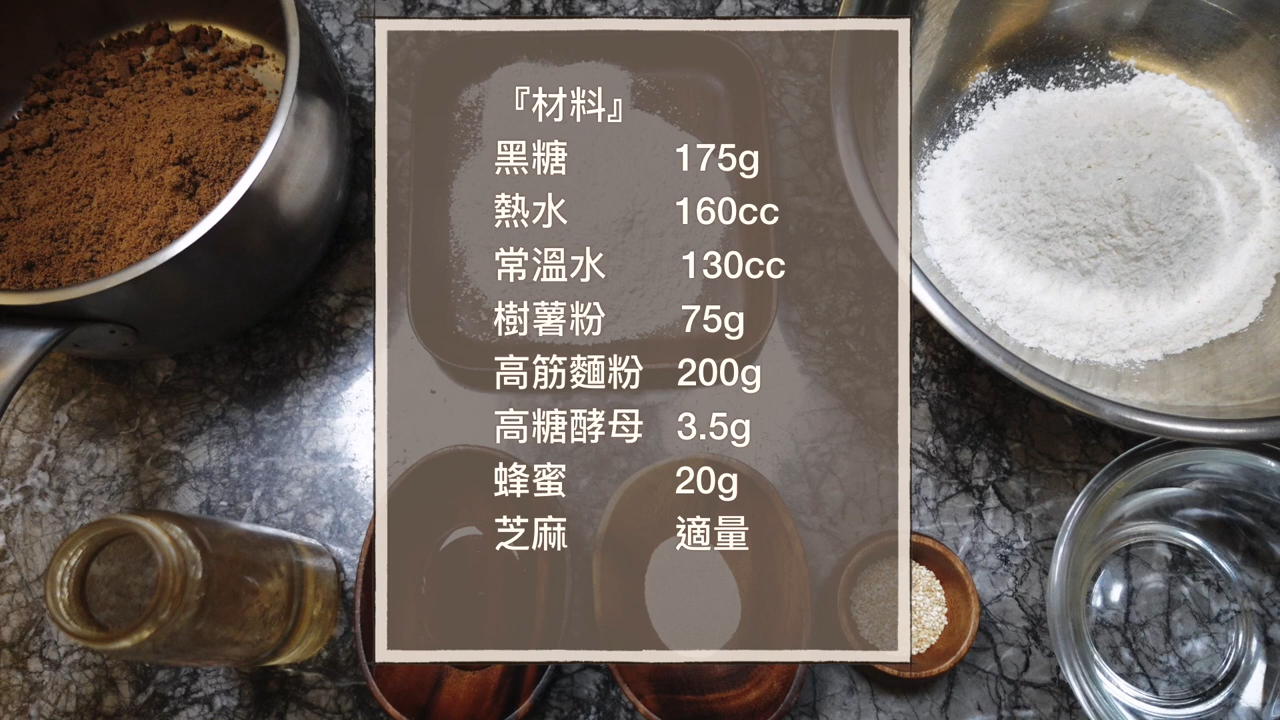 『材料』
黑糖 175g
熱水 160cc
常溫水 130cc
樹薯粉 75g
高筋麵粉 200g
高糖酵母 3.5g
蜂蜜 20g
芝麻 適量